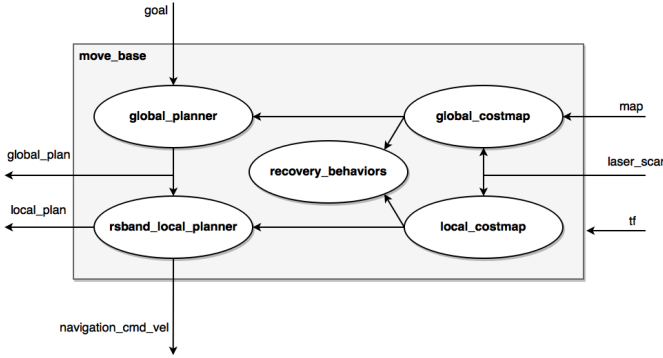 goal
move_base
global_planner
global_costmap
map
global_plan
recovery_behaviors
laser_scan
local_plan
rsband_local_planner
local_costmap
tf
navigation_cmd_vel